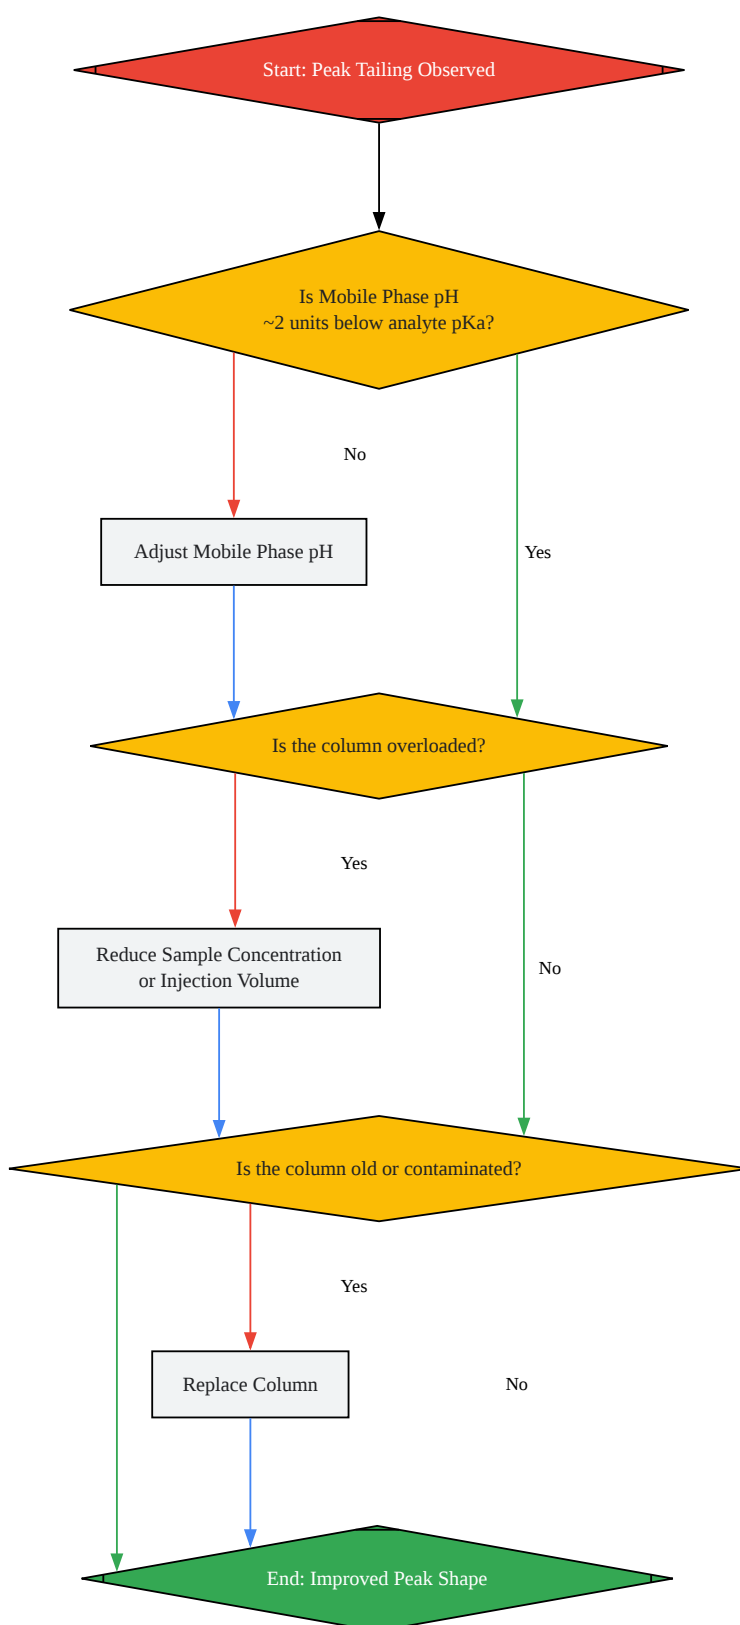 Start: Peak Tailing Observed
Is Mobile Phase pH
~2 units below analyte pKa?
No
Adjust Mobile Phase pH
Yes
Is the column overloaded?
Yes
Reduce Sample Concentration
or Injection Volume
No
Is the column old or contaminated?
Yes
Replace Column
No
End: Improved Peak Shape